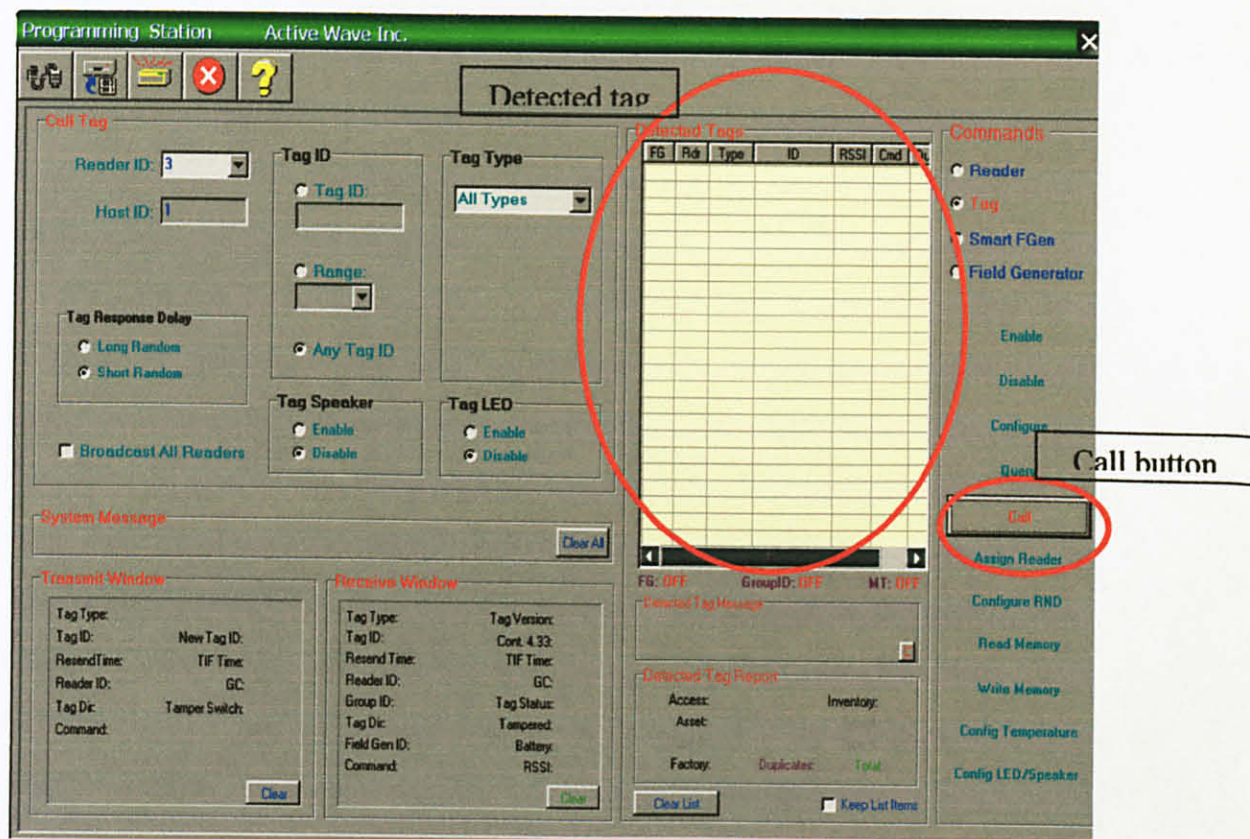 Programming Station Active Wave Inc.
Detected tag
Call Tag
Reader ID: 3
Host ID: 1
Tag Response Delay
Long Random
Short Random
Broadcast All Readers
Tag ID
Tag ID:
Range:
Any Tag ID
Tag Speaker
Enable
Disable
Tag Type
All Types
Tag LED
Enable
Disable
Detected Tags
FG Rdr Type ID RSSI Cmd
FG: OFF GroupID: OFF MT: OFF
Detected Tag Message
Detected Tag Report
Access: Inventory:
Asset:
Factory: Duplicates: Total:
Clear List Keep List Items
Commands
Reader
Tag
Smart FGen
Field Generator
Enable
Disable
Configure
Query
Call button
Call
Assign Reader
Configure RND
Read Memory
Write Memory
Config Temperature
Config LED/Speaker
System Message
Clear All
Transmit Window
Tag Type:
Tag ID: New Tag ID:
ResendTime: TIF Time:
Reader ID: GC:
Tag Dir: Tamper Switch:
Command:
Clear
Receive Window
Tag Type: Tag Version:
Tag ID: Cont. 4.33:
Resend Time: TIF Time:
Reader ID: GC:
Group ID: Tag Status:
Tag Dir: Tampered:
Field Gen ID: Battery:
Command: RSSI:
Clear